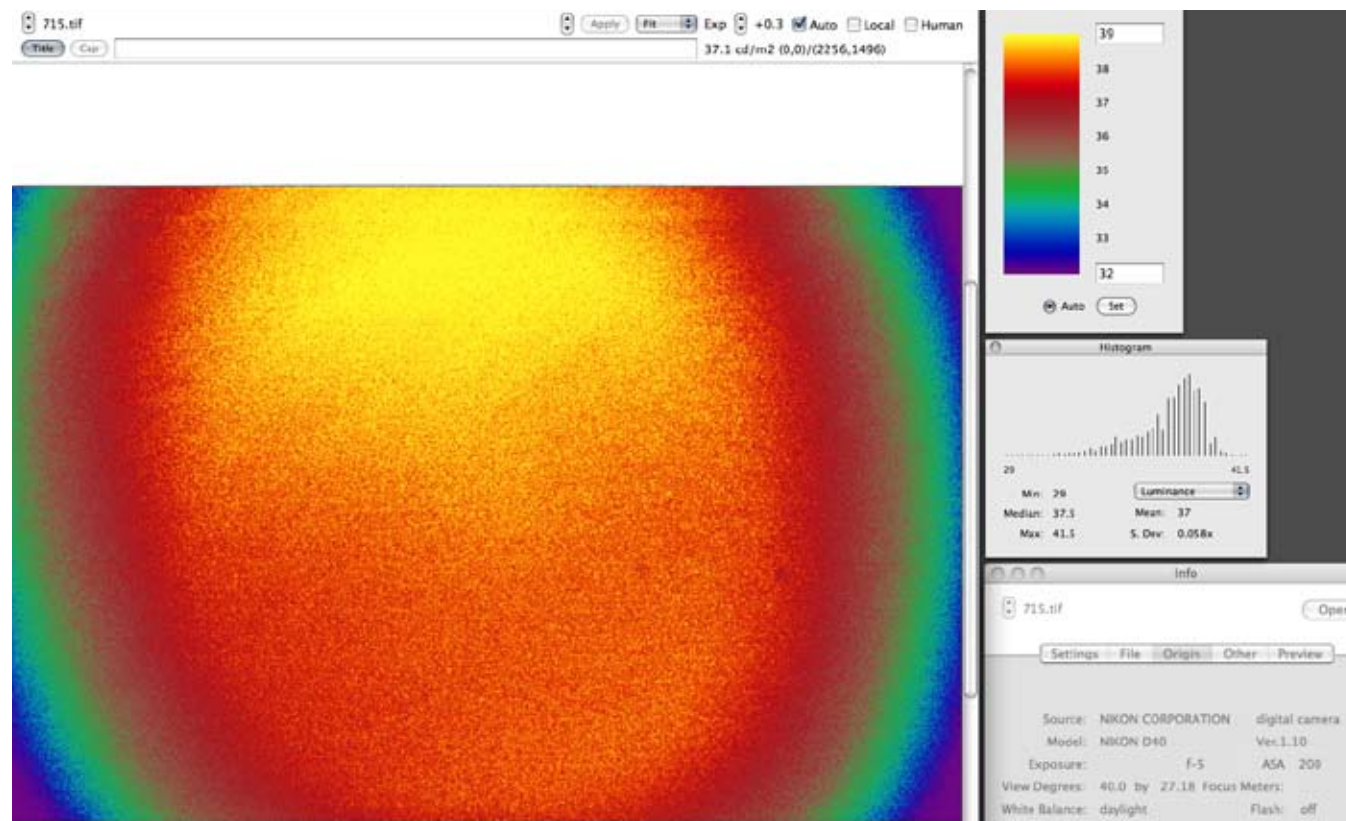 715.tif Apply Fit Exp +0.3 Auto Local Human
Title Cap 37.1 cd/m2 (0,0)/(2256,1496)
39
38
37
36
35
34
33
32
Auto Set
Histogram
29 41.5
Min: 29 Luminance
Median: 37.5 Mean: 37
Max: 41.5 S. Dev: 0.058x
Info
715.tif Open
Settings File Origin Other Preview
Source: NIKON CORPORATION digital camera
Model: NIKON D40 Ver.1.10
Exposure: f-5 ASA 200
View Degrees: 40.0 by 27.18 Focus Meters:
White Balance: daylight Flash: off